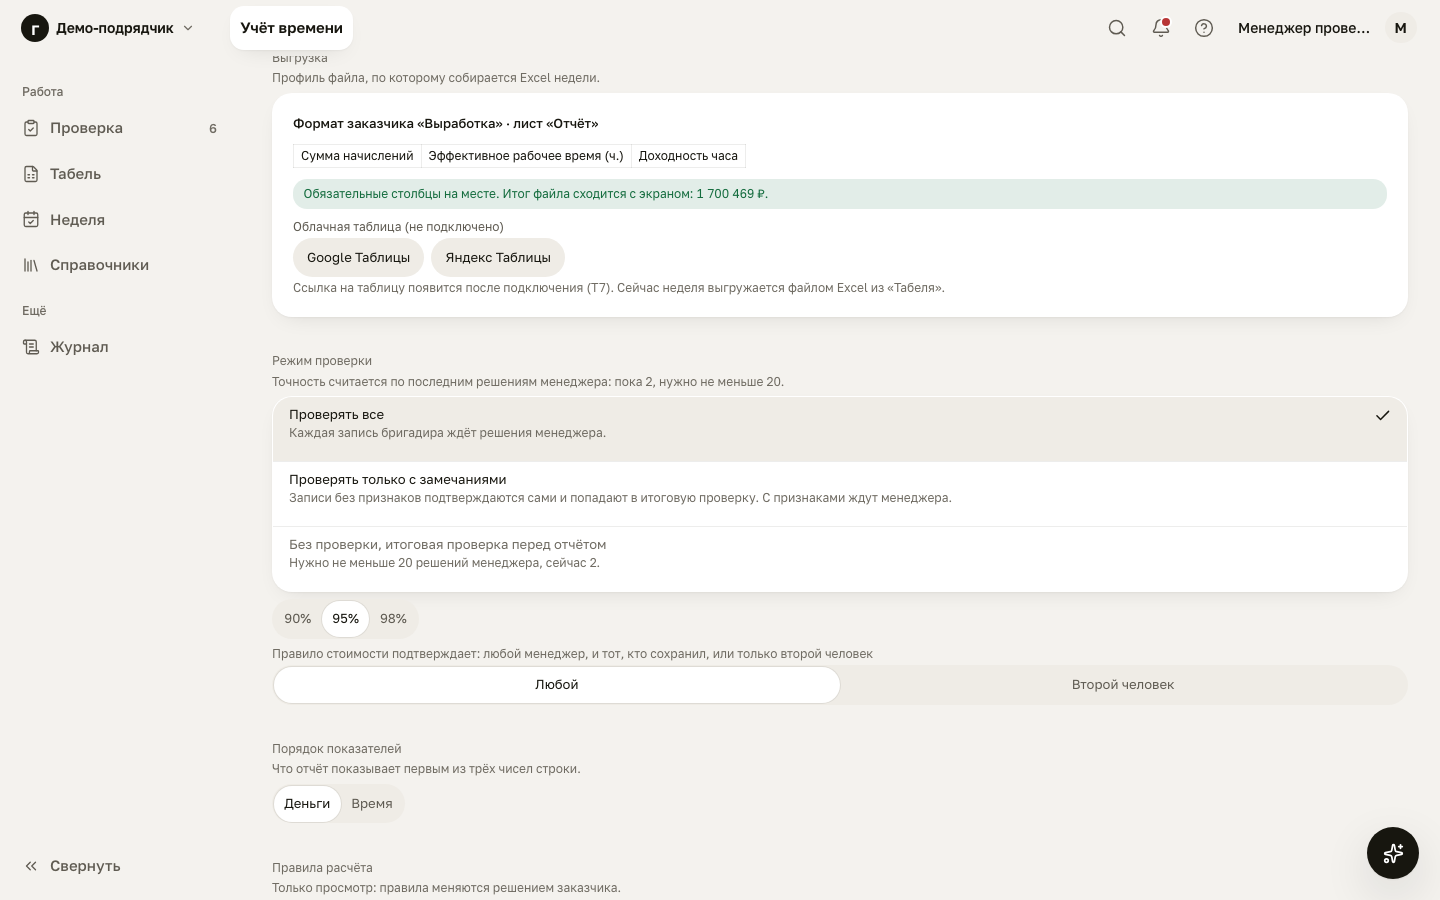 г Демо-подрядчик
Учёт времени
Менеджер прове...
М
Работа
Проверка 6
Табель
Неделя
Справочники
Ещё
Журнал
Свернуть
Выгрузка
Профиль файла, по которому собирается Excel недели.
Формат заказчика «Выработка» · лист «Отчёт»
Сумма начислений Эффективное рабочее время (ч.) Доходность часа
Обязательные столбцы на месте. Итог файла сходится с экраном: 1 700 469 ₽.
Облачная таблица (не подключено)
Google Таблицы Яндекс Таблицы
Ссылка на таблицу появится после подключения (Т7). Сейчас неделя выгружается файлом Excel из «Табеля».
Режим проверки
Точность считается по последним решениям менеджера: пока 2, нужно не меньше 20.
Проверять все
Каждая запись бригадира ждёт решения менеджера.
Проверять только с замечаниями
Записи без признаков подтверждаются сами и попадают в итоговую проверку. С признаками ждут менеджера.
Без проверки, итоговая проверка перед отчётом
Нужно не меньше 20 решений менеджера, сейчас 2.
90% 95% 98%
Правило стоимости подтверждает: любой менеджер, и тот, кто сохранил, или только второй человек
Любой Второй человек
Порядок показателей
Что отчёт показывает первым из трёх чисел строки.
Деньги Время
Правила расчёта
Только просмотр: правила меняются решением заказчика.